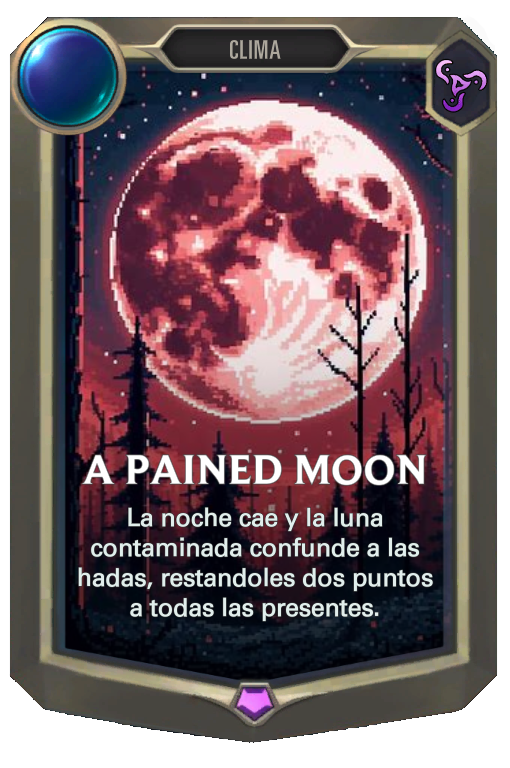 CLIMA
A PAINED MOON
La noche cae y la luna
contaminada confunde a las
hadas, restandoles dos puntos
a todas las presentes.